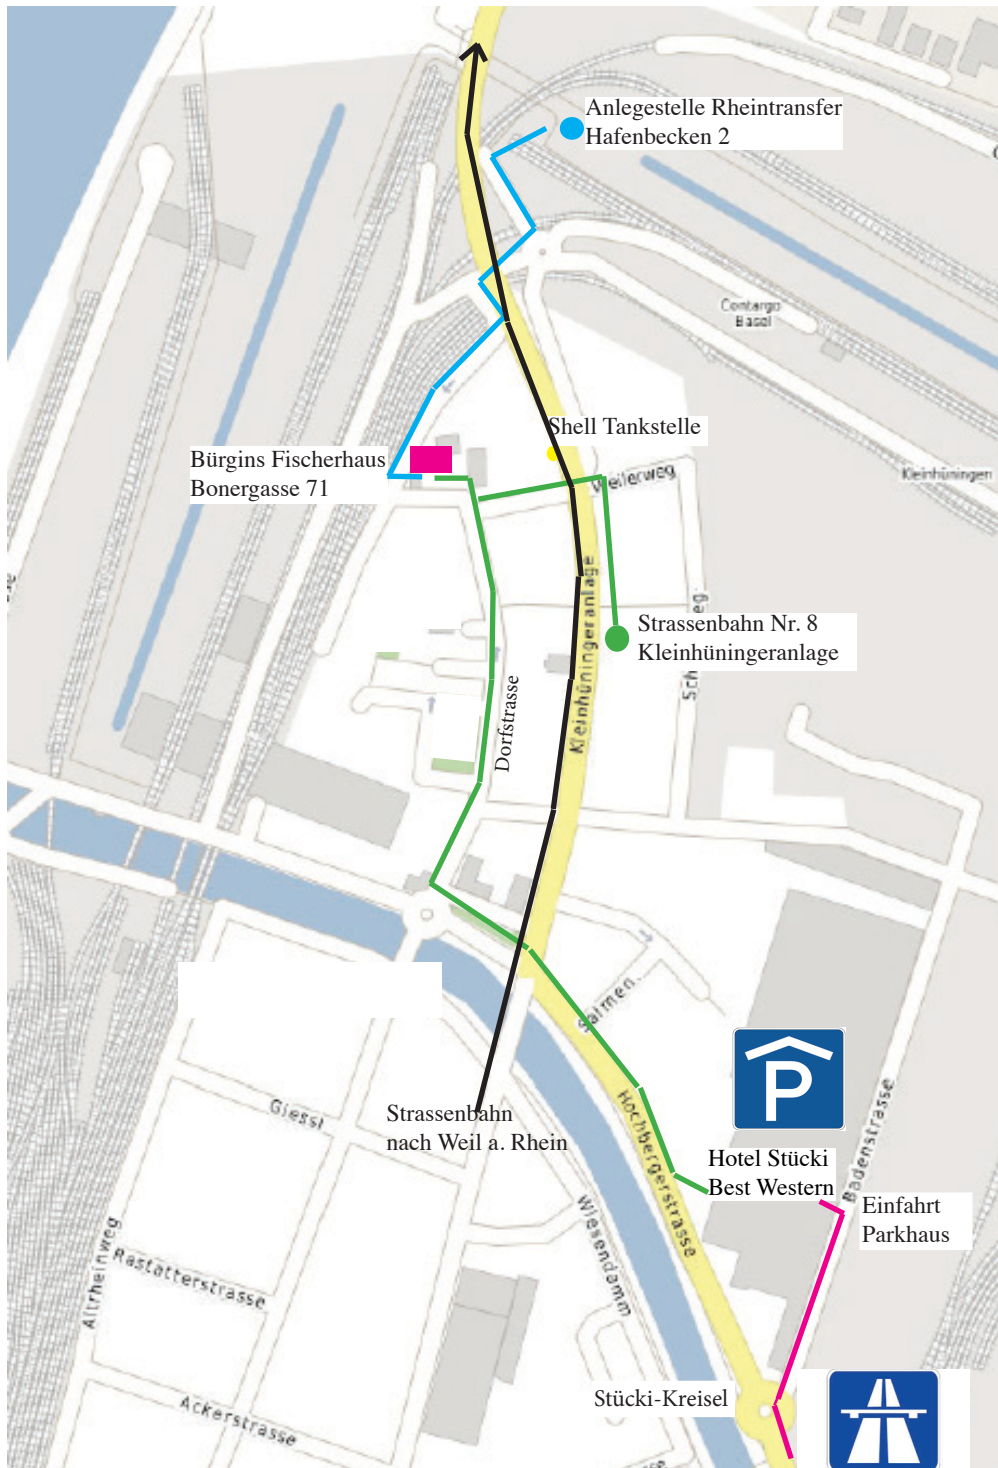 Anlegestelle Rheintransfer
Hafenbecken 2
Contargo
Basel
Shell Tankstelle
Bürgins Fischerhaus
Bonergasse 71
Weilerweg
Kleinhüningen
Strassenbahn Nr. 8
Kleinhüningeranlage
Kleinhüningeranlage
Dorfstrasse
Salmen.
P
Strassenbahn
nach Weil a. Rhein
Giessl
Hochbergerstrasse
Hotel Stücki
Best Western
Badenstrasse
Einfahrt
Parkhaus
Wiesendamm
Altrheinweg
Rastatterstrasse
Stücki-Kreisel
Ackerstrasse